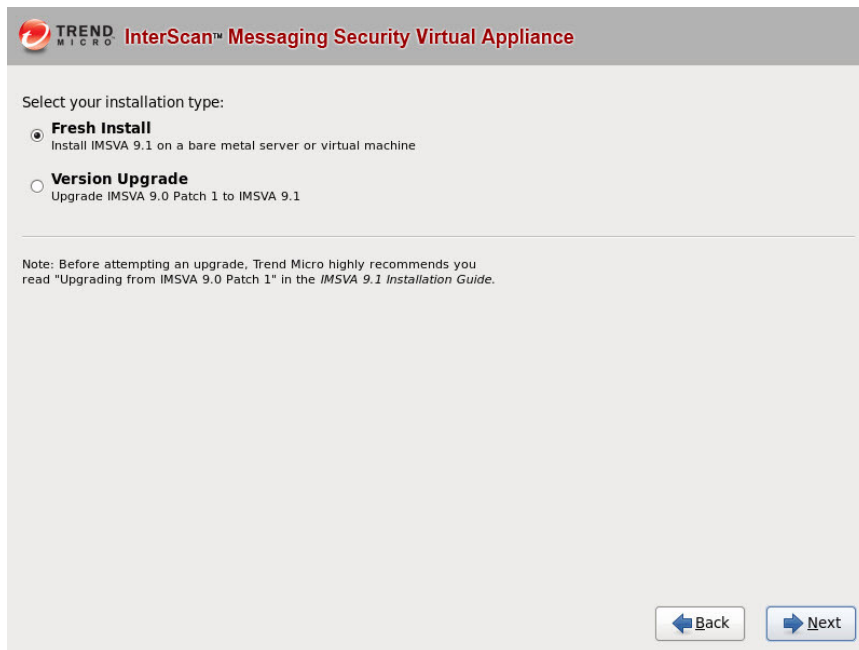 TREND MICRO InterScan™ Messaging Security Virtual Appliance
Select your installation type:
Fresh Install
Install IMSVA 9.1 on a bare metal server or virtual machine
Version Upgrade
Upgrade IMSVA 9.0 Patch 1 to IMSVA 9.1
Note: Before attempting an upgrade, Trend Micro highly recommends you
read "Upgrading from IMSVA 9.0 Patch 1" in the IMSVA 9.1 Installation Guide.
Back Next